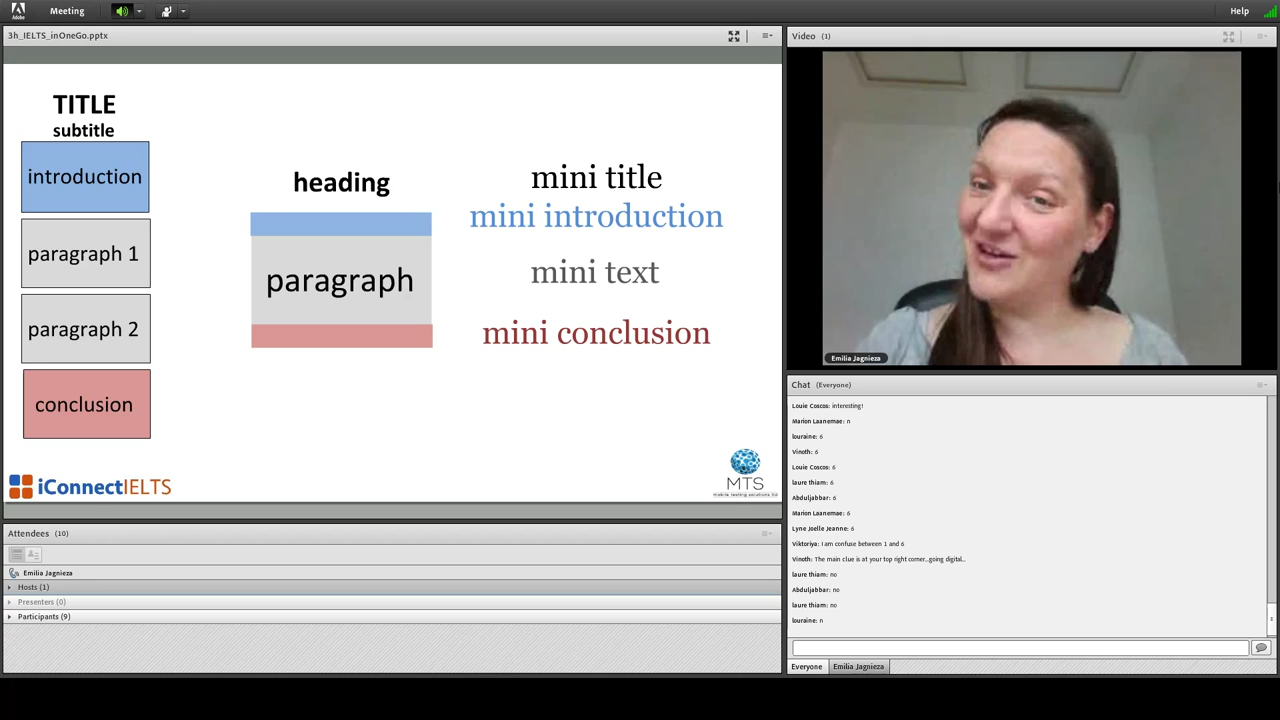 Meeting
Help
3h_IELTS_inOneGo.pptx
TITLE
subtitle
introduction
paragraph 1
paragraph 2
conclusion
heading
paragraph
mini title
mini introduction
mini text
mini conclusion
iConnectIELTS
MTS
mobile testing solutions ltd
Attendees (10)
Emilia Jagnieza
Hosts (1)
Presenters (0)
Participants (9)
Video (1)
Emilia Jagnieza
Chat (Everyone)
Louie Coscos: interesting!
Marion Laanemae: n
louraine: 6
Vinoth: 6
Louie Coscos: 6
laure thiam: 6
Abduljabbar: 6
Marion Laanemae: 6
Lyne Joelle Jeanne: 6
Viktoriya: I am confuse between 1 and 6
Vinoth: The main clue is at your top right corner...going digital...
laure thiam: no
Abduljabbar: no
laure thiam: no
louraine: n
Everyone
Emilia Jagnieza